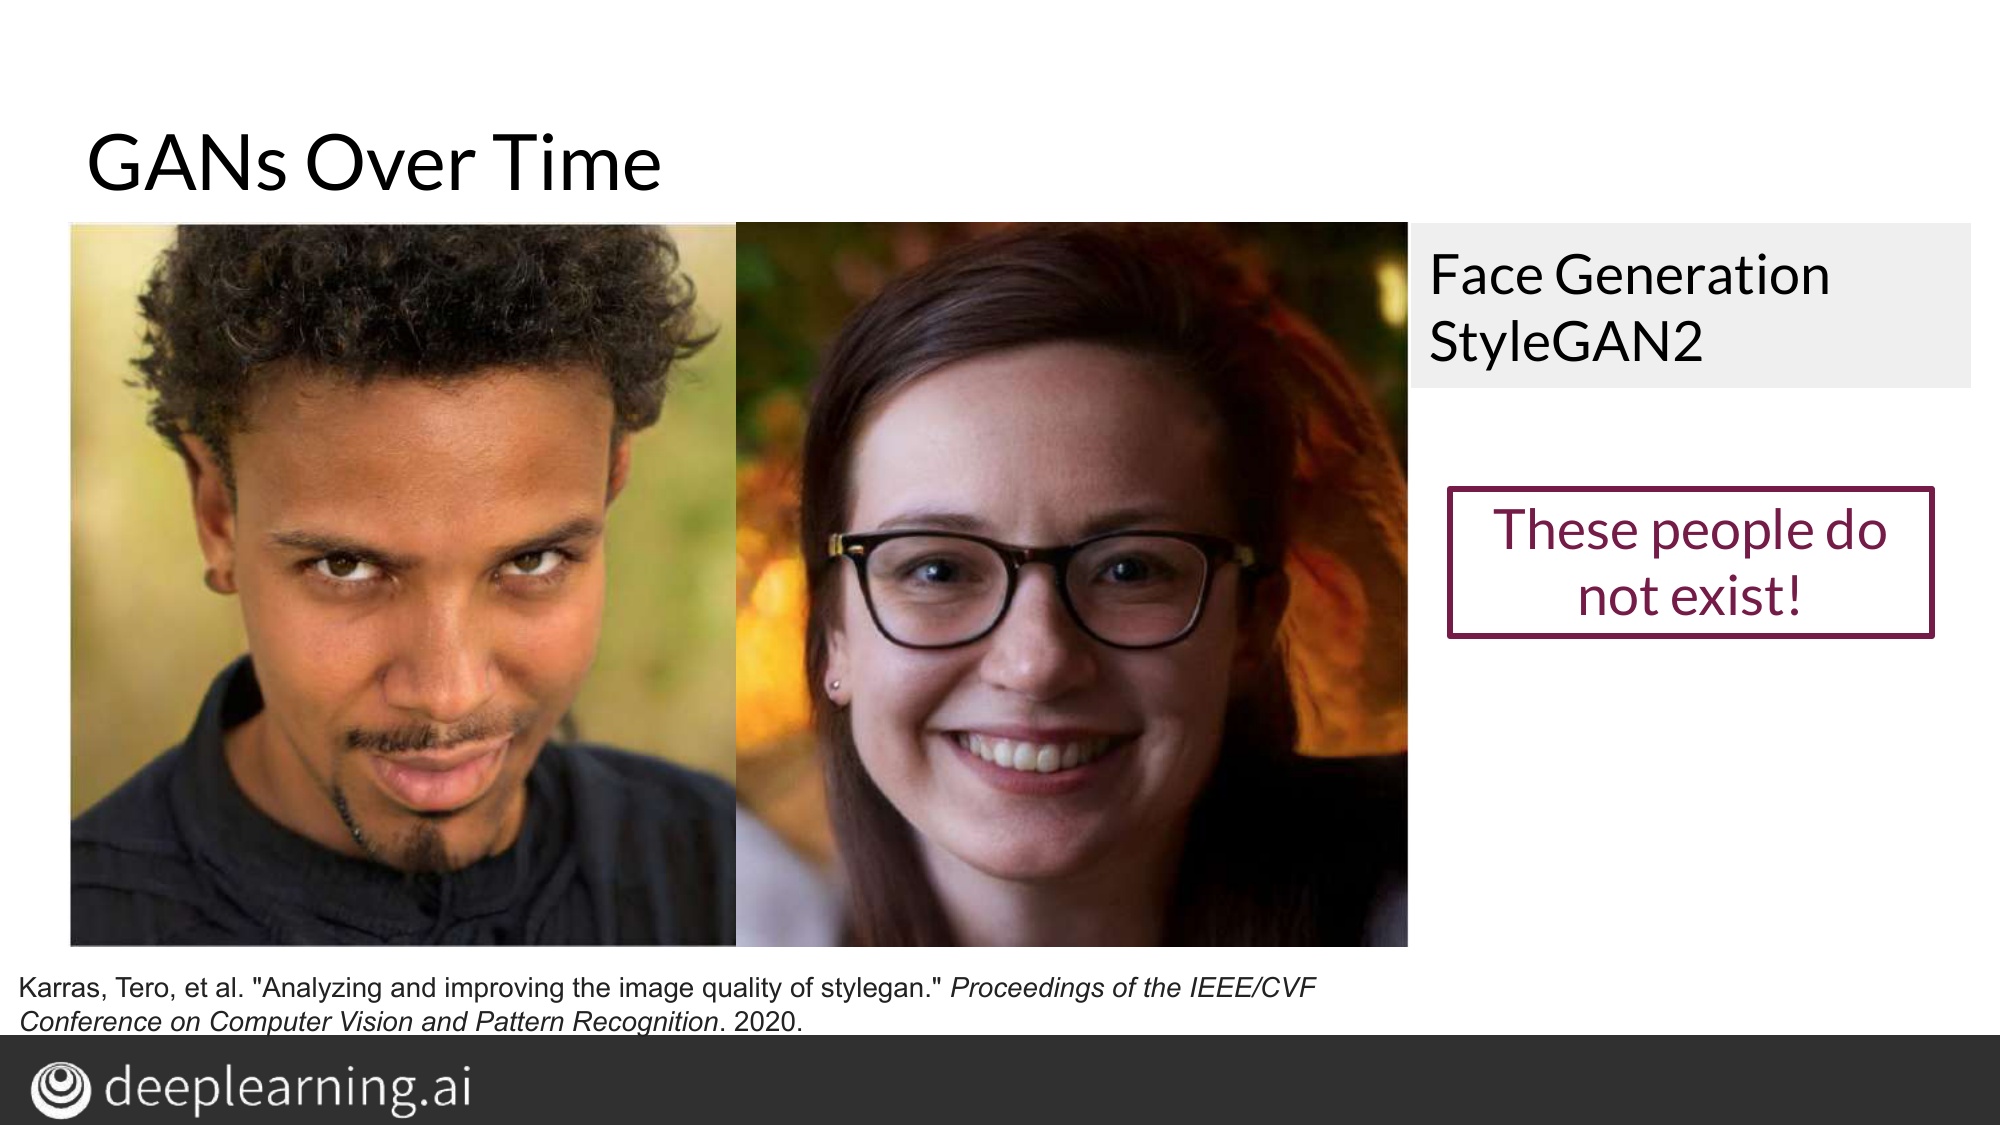 GANs Over Time
Face Generation
StyleGAN2
These people do
not exist!
Karras, Tero, et al. "Analyzing and improving the image quality of stylegan." Proceedings of the IEEE/CVF
Conference on Computer Vision and Pattern Recognition. 2020.
deeplearning.ai